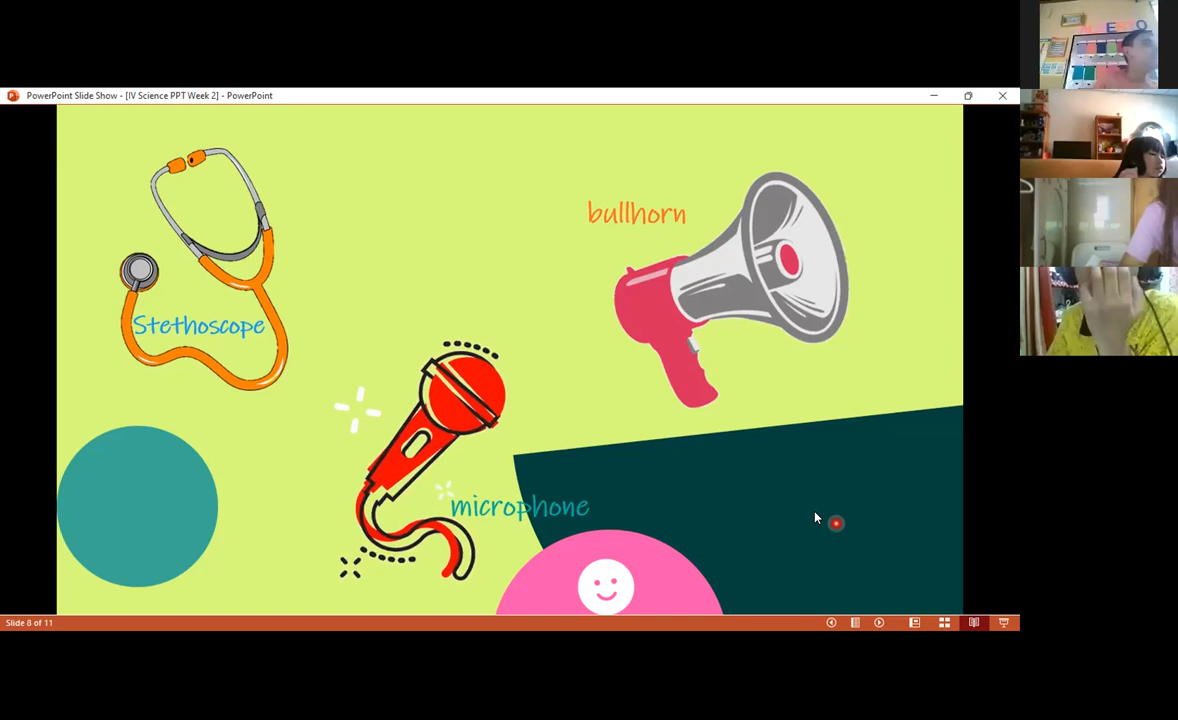 PowerPoint Slide Show - [IV Science PPT Week 2] - PowerPoint
bullhorn
Stethoscope
microphone
Slide 8 of 11